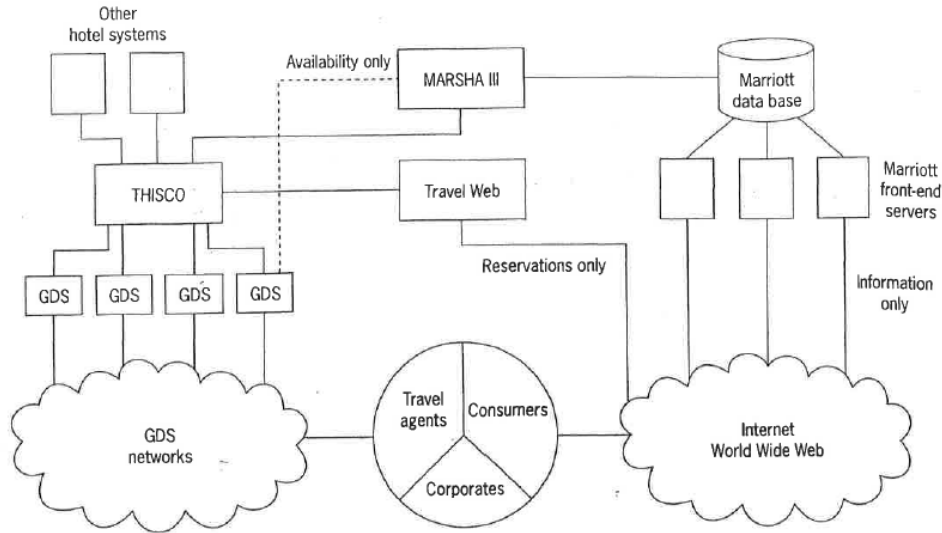 Other
hotel systems
Availability only
MARSHA III
Marriott
data base
THISCO
Travel Web
Marriott
front-end
servers
Reservations only
GDS
GDS
GDS
GDS
Information
only
Travel
agents
Consumers
Corporates
GDS
networks
Internet
World Wide Web